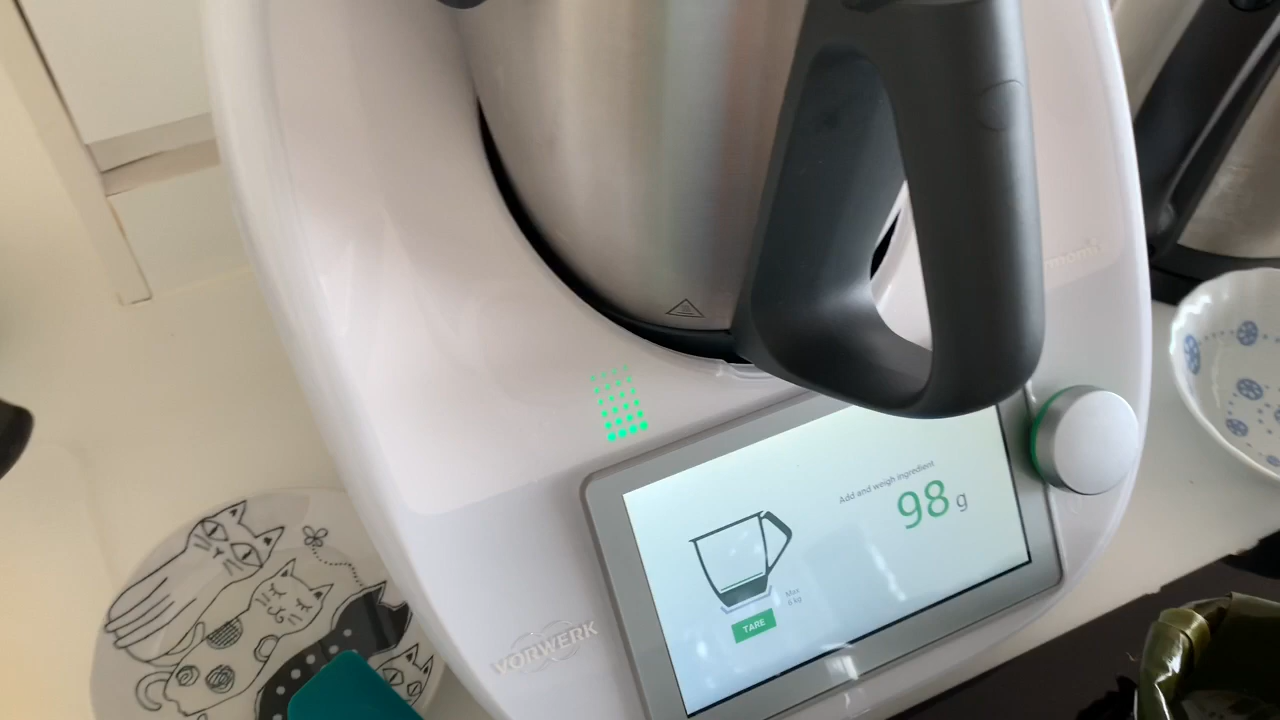 Add and weigh ingredient
98 g
Max
6 kg
TARE
VORWERK